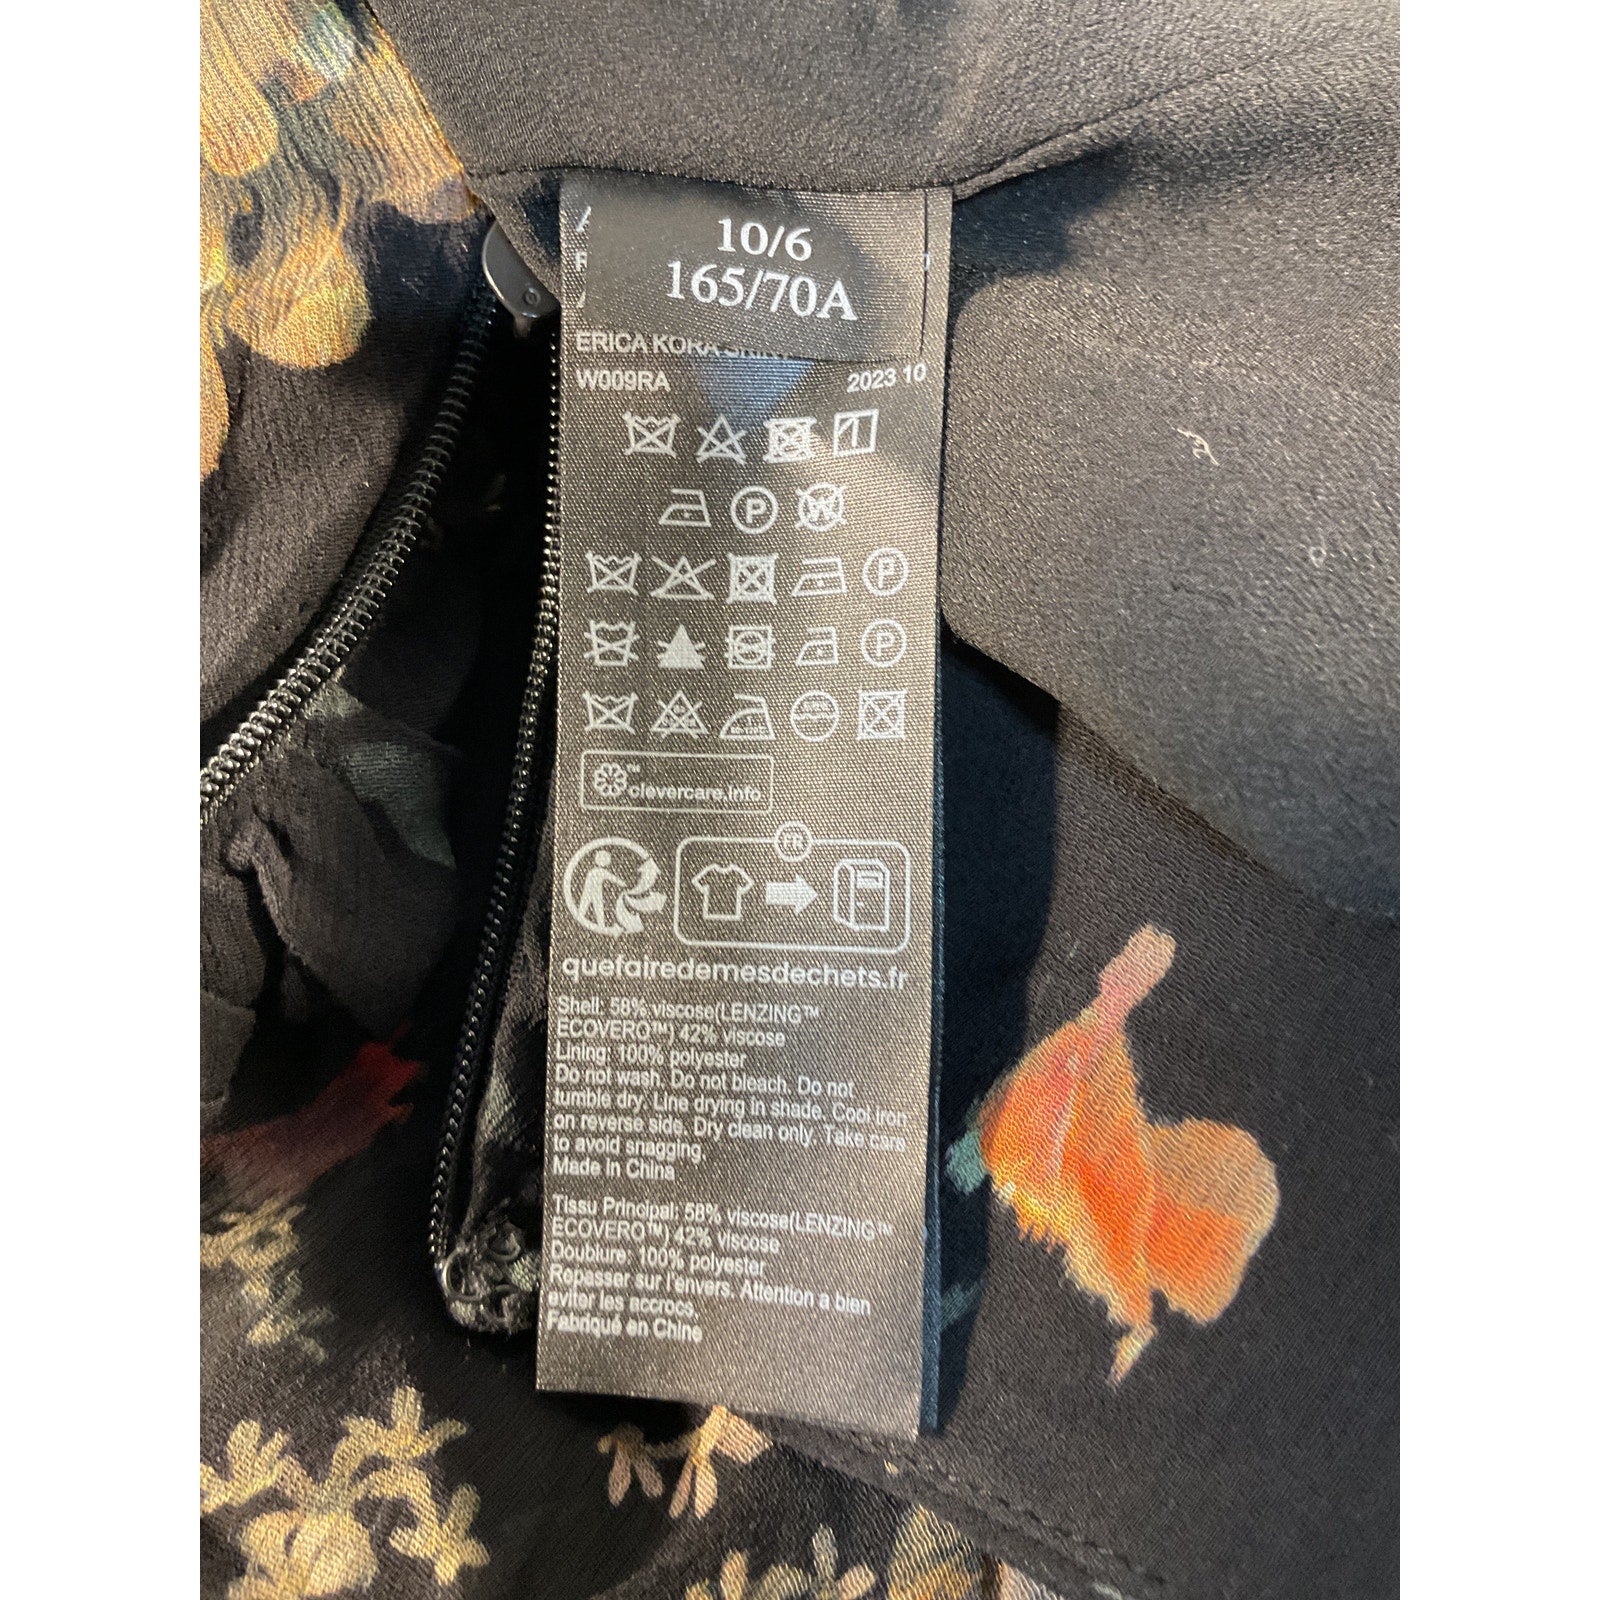 10/6
165/70A
ERICA KORA
W009RA 2023 10
P W
P
P
clevercare.info
FR
quefairedemesdechets.fr
Shell: 58% viscose(LENZING™
ECOVERO™) 42% viscose
Lining: 100% polyester
Do not wash. Do not bleach. Do not
tumble dry. Line drying in shade. Cool iron
on reverse side. Dry clean only. Take care
to avoid snagging.
Made in China
Tissu Principal: 58% viscose(LENZING™
ECOVERO™) 42% viscose
Doublure: 100% polyester
Repasser sur l'envers. Attention a bien
eviter les accrocs.
Fabriqué en Chine